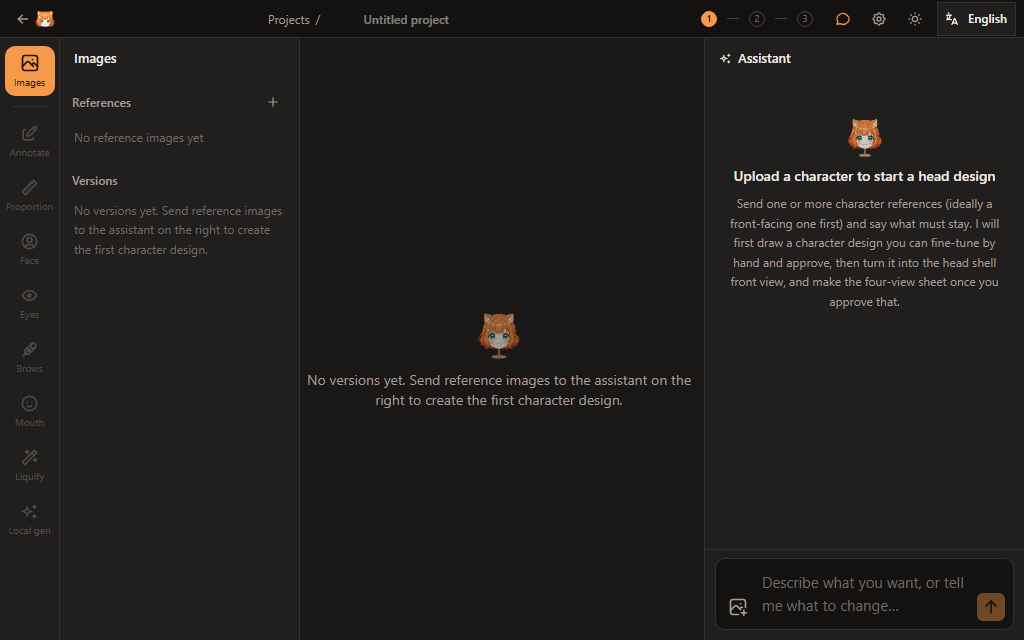 Projects /
Untitled project
1
2
3
English
Images
Annotate
Proportion
Face
Eyes
Brows
Mouth
Liquify
Local gen
Images
References
No reference images yet
Versions
No versions yet. Send reference images
to the assistant on the right to create
the first character design.
No versions yet. Send reference images to the assistant on the
right to create the first character design.
Assistant
Upload a character to start a head design
Send one or more character references (ideally a
front-facing one first) and say what must stay. I will
first draw a character design you can fine-tune by
hand and approve, then turn it into the head shell
front view, and make the four-view sheet once you
approve that.
Describe what you want, or tell
me what to change...